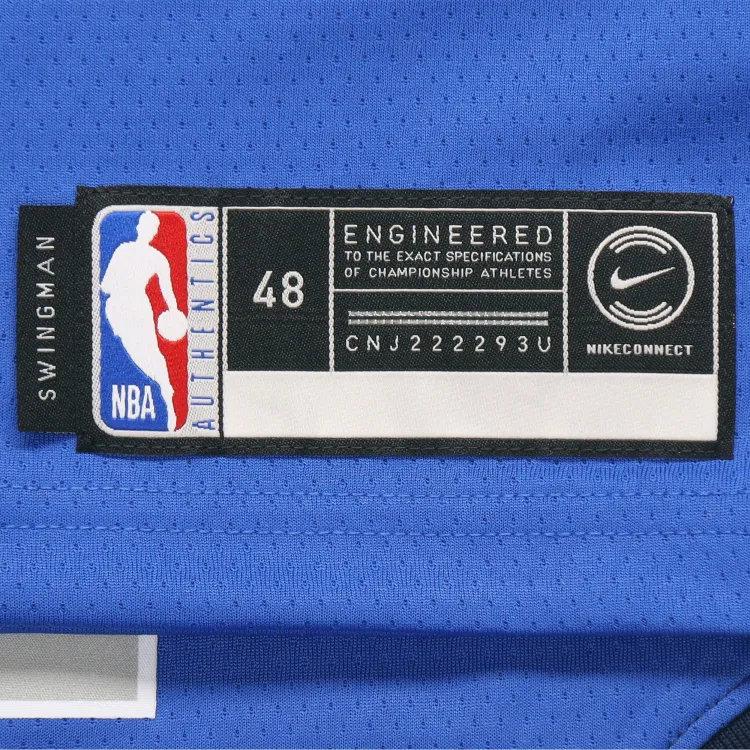 SWINGMAN
NBA
AUTHENTICS
48
ENGINEERED
TO THE EXACT SPECIFICATIONS
OF CHAMPIONSHIP ATHLETES
CNJ222293U
NIKECONNECT